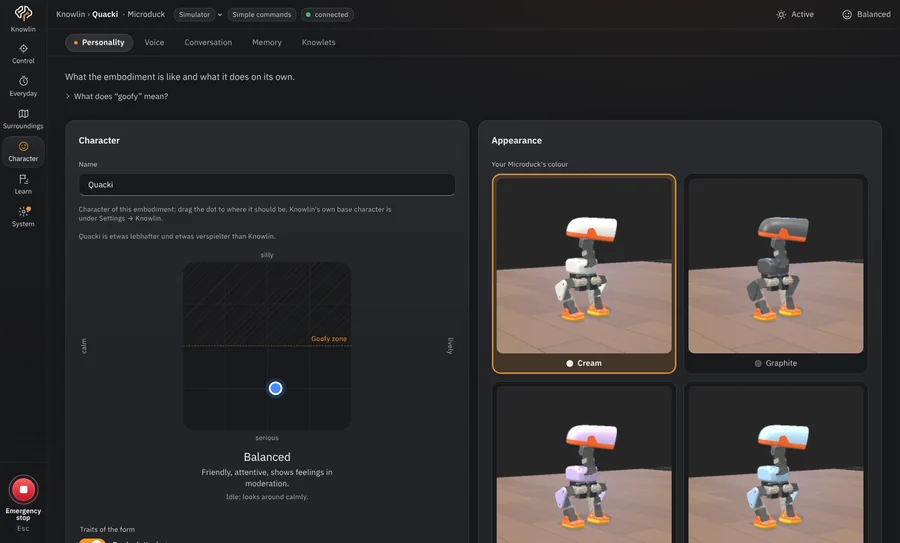 Knowlin › Quacki · Microduck
Simulator
Simple commands
connected
Active
Balanced
Knowlin
Control
Everyday
Surroundings
Character
Learn
System
Emergency
stop
Esc
Personality
Voice
Conversation
Memory
Knowlets
What the embodiment is like and what it does on its own.
What does “goofy” mean?
Character
Name
Quacki
Character of this embodiment; drag the dot to where it should be. Knowlin's own base character is
under Settings → Knowlin.
Quacki is etwas lebhafter und etwas verspielter than Knowlin.
silly
Goofy zone
calm
lively
serious
Balanced
Friendly, attentive, shows feelings in
moderation.
Idle: looks around calmly.
Traits of the form
Appearance
Your Microduck's colour
Cream
Graphite